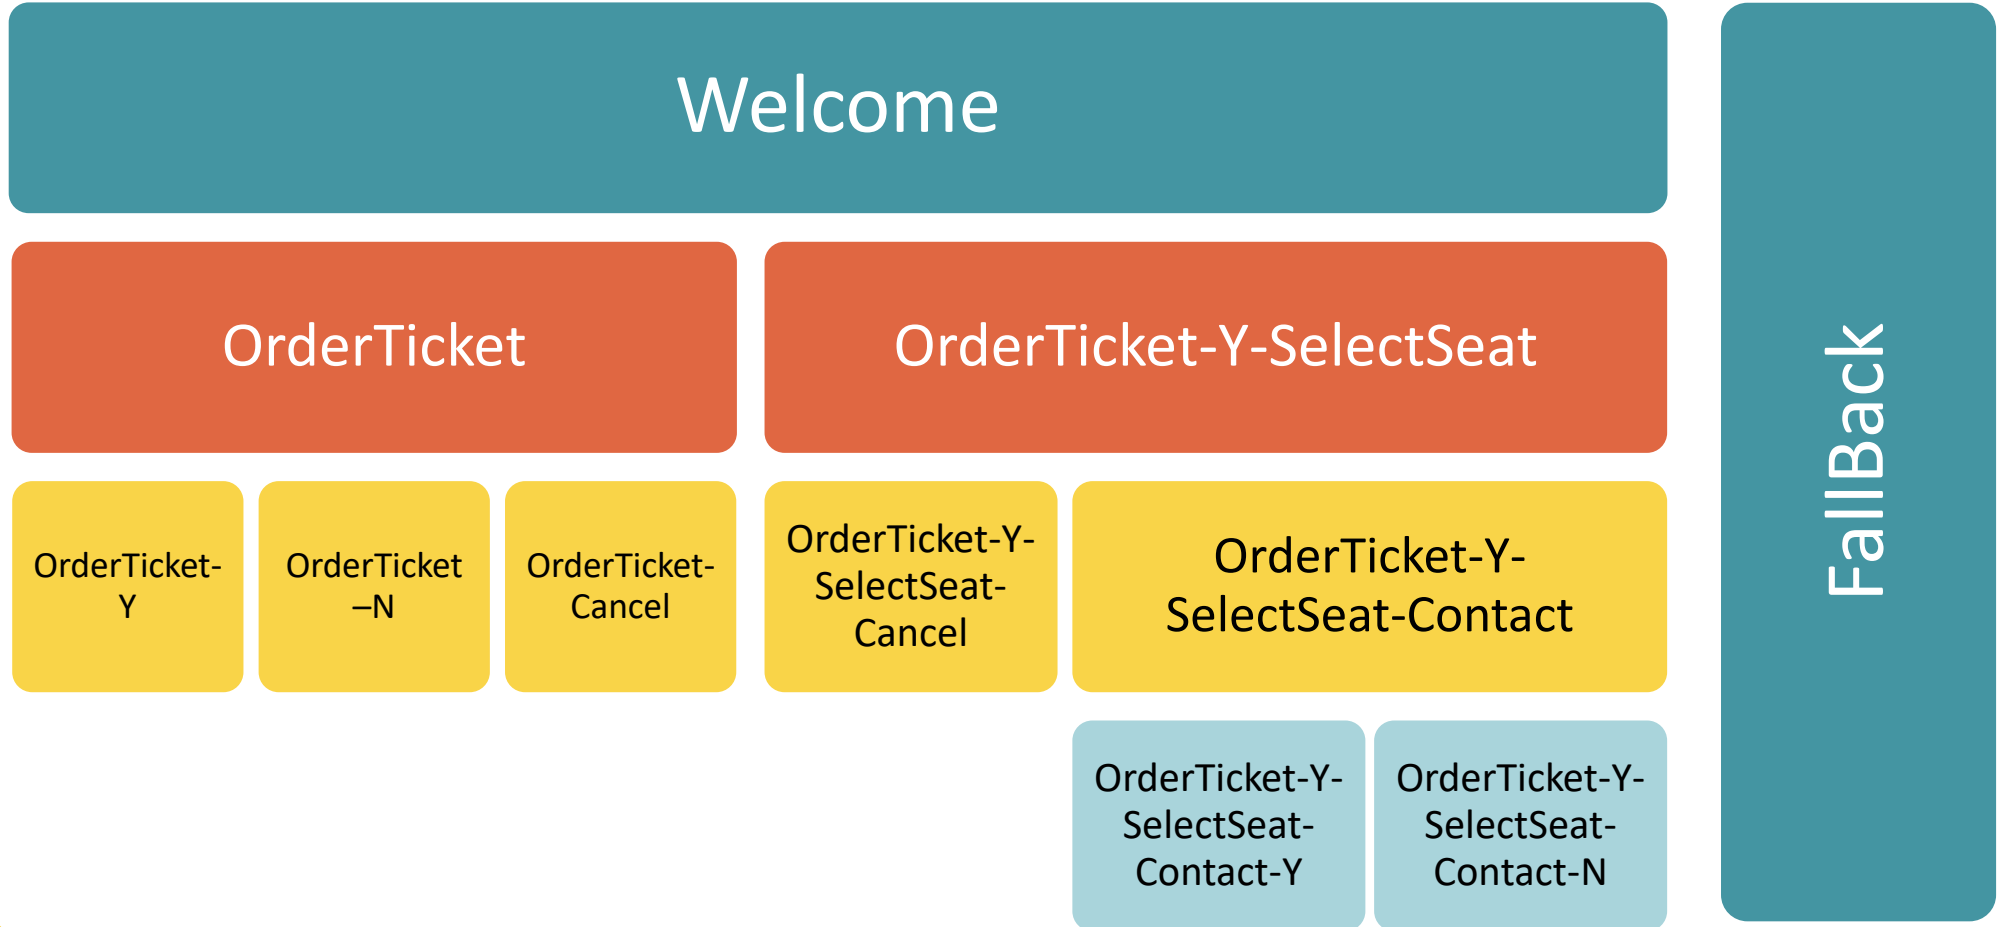 Welcome
FallBack
OrderTicket
OrderTicket-Y-SelectSeat
OrderTicket-
Y
OrderTicket
–N
OrderTicket-
Cancel
OrderTicket-Y-
SelectSeat-
Cancel
OrderTicket-Y-
SelectSeat-Contact
OrderTicket-Y-
SelectSeat-
Contact-Y
OrderTicket-Y-
SelectSeat-
Contact-N